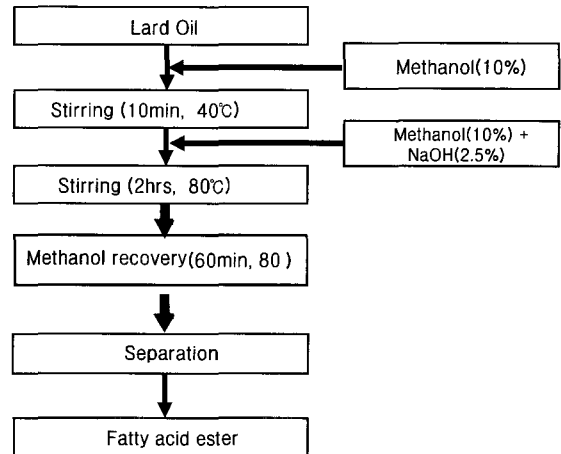 Lard Oil
Methanol(10%)
Stirring (10min, 40℃)
Methanol(10%) +
NaOH(2.5%)
Stirring (2hrs, 80℃)
Methanol recovery(60min, 80 )
Separation
Fatty acid ester